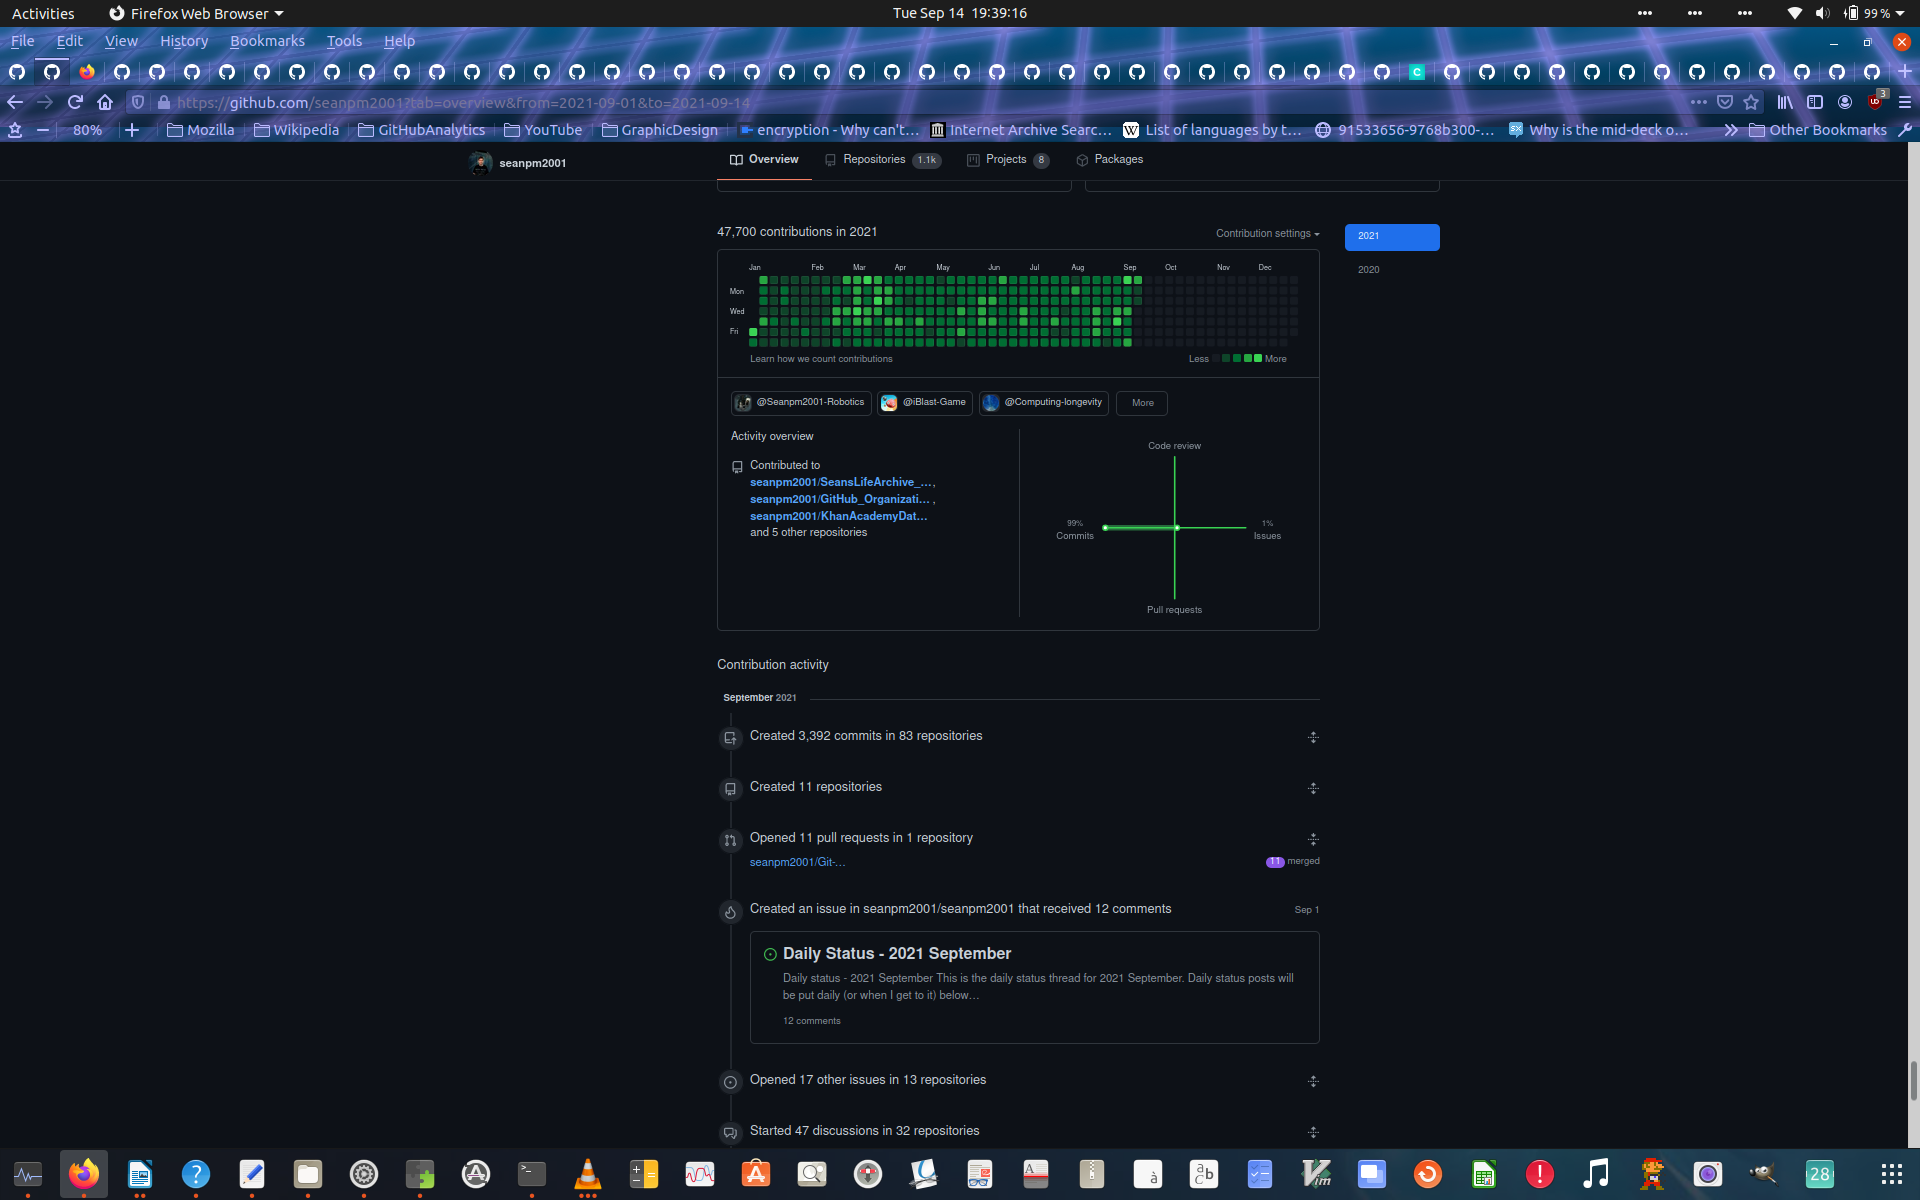 Activities
Firefox Web Browser
Tue Sep 14 19:39:16
99 %
File Edit View History Bookmarks Tools Help
https://github.com/seanpm2001?tab=overview&from=2021-09-01&to=2021-09-14
3
80%
Mozilla
Wikipedia
GitHubAnalytics
YouTube
GraphicDesign
encryption - Why can't…
Internet Archive Searc…
List of languages by t…
91533656-9768b300-…
Why is the mid-deck o…
Other Bookmarks
seanpm2001
Overview
Repositories 1.1k
Projects 8
Packages
47,700 contributions in 2021
Contribution settings
2021
2020
Jan Feb Mar Apr May Jun Jul Aug Sep Oct Nov Dec
Mon
Wed
Fri
Learn how we count contributions
Less More
@Seanpm2001-Robotics
@iBlast-Game
@Computing-longevity
More
Activity overview
Contributed to
seanpm2001/SeansLifeArchive_…,
seanpm2001/GitHub_Organizati… ,
seanpm2001/KhanAcademyDat…
and 5 other repositories
Code review
99%
Commits
1%
Issues
Pull requests
Contribution activity
September 2021
Created 3,392 commits in 83 repositories
Created 11 repositories
Opened 11 pull requests in 1 repository
seanpm2001/Git-…
11 merged
Created an issue in seanpm2001/seanpm2001 that received 12 comments
Sep 1
Daily Status - 2021 September
Daily status - 2021 September This is the daily status thread for 2021 September. Daily status posts will
be put daily (or when I get to it) below…
12 comments
Opened 17 other issues in 13 repositories
Started 47 discussions in 32 repositories
28